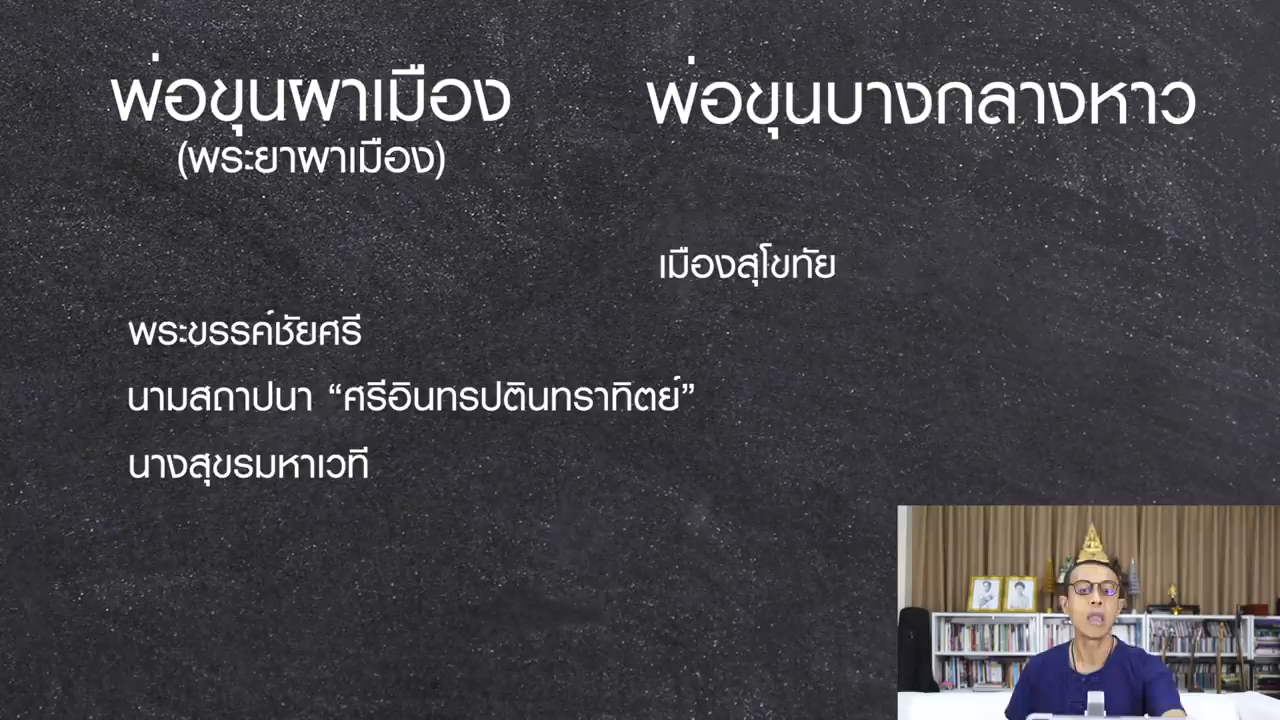 พ่อขุนผาเมือง
(พระยาผาเมือง)
พ่อขุนบางกลางหาว
เมืองสุโขทัย
พระขรรค์ชัยศรี
นามสถาปนา “ศรีอินทรปตินทราทิตย์”
นางสุขรมหาเวที